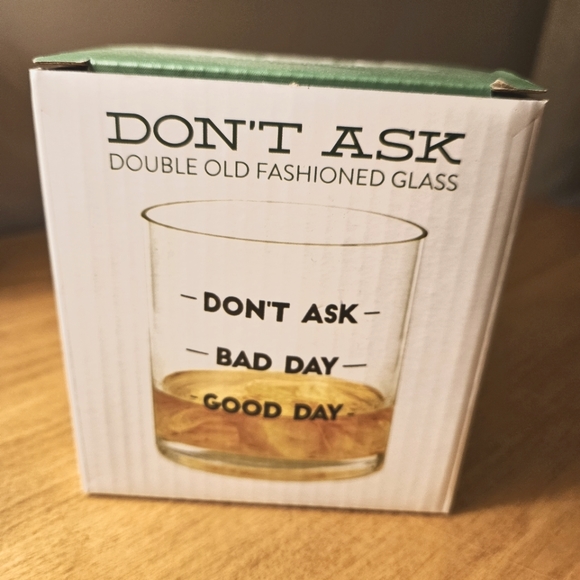 DON'T ASK
DOUBLE OLD FASHIONED GLASS
– DON'T ASK –
– BAD DAY –
– GOOD DAY –